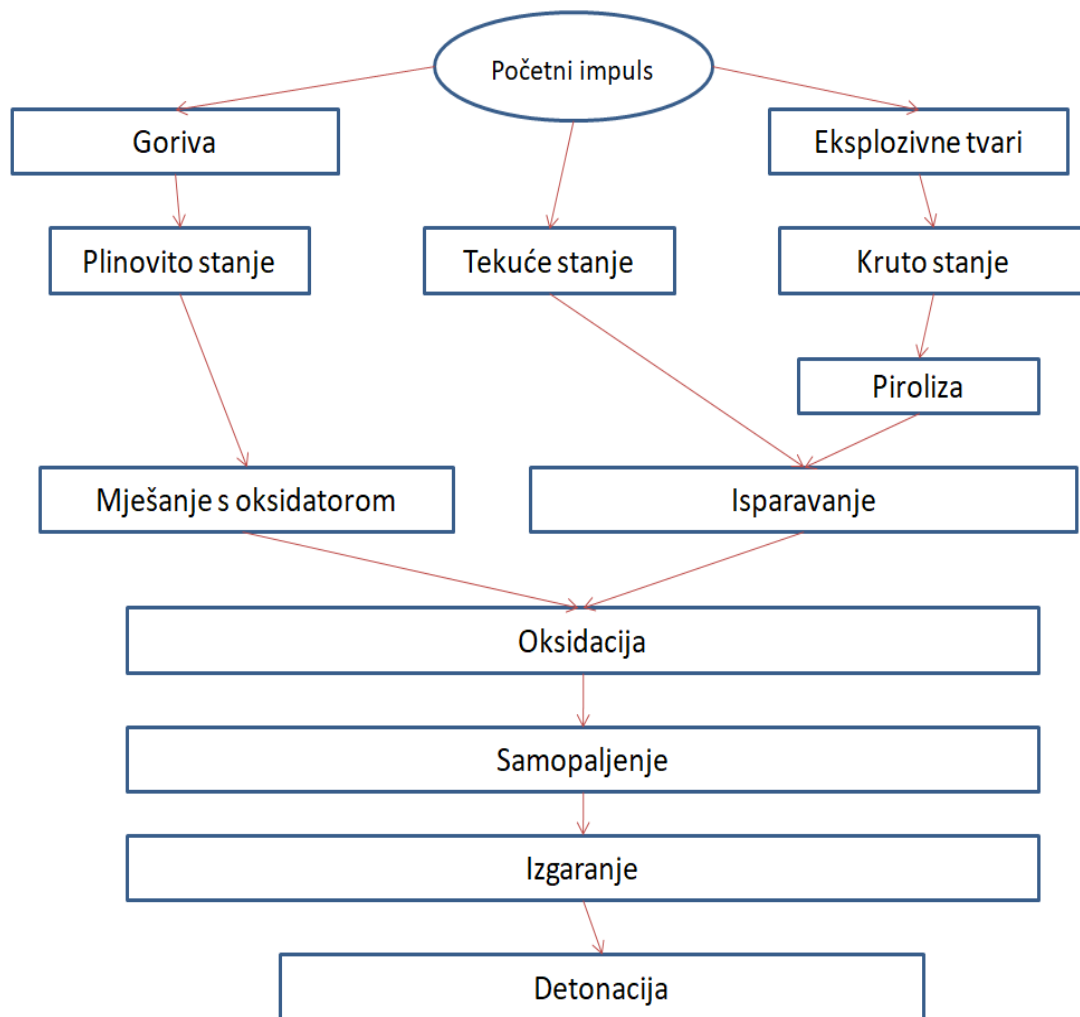 Početni impuls
Goriva
Eksplozivne tvari
Plinovito stanje
Tekuće stanje
Kruto stanje
Piroliza
Mješanje s oksidatorom
Isparavanje
Oksidacija
Samopaljenje
Izgaranje
Detonacija